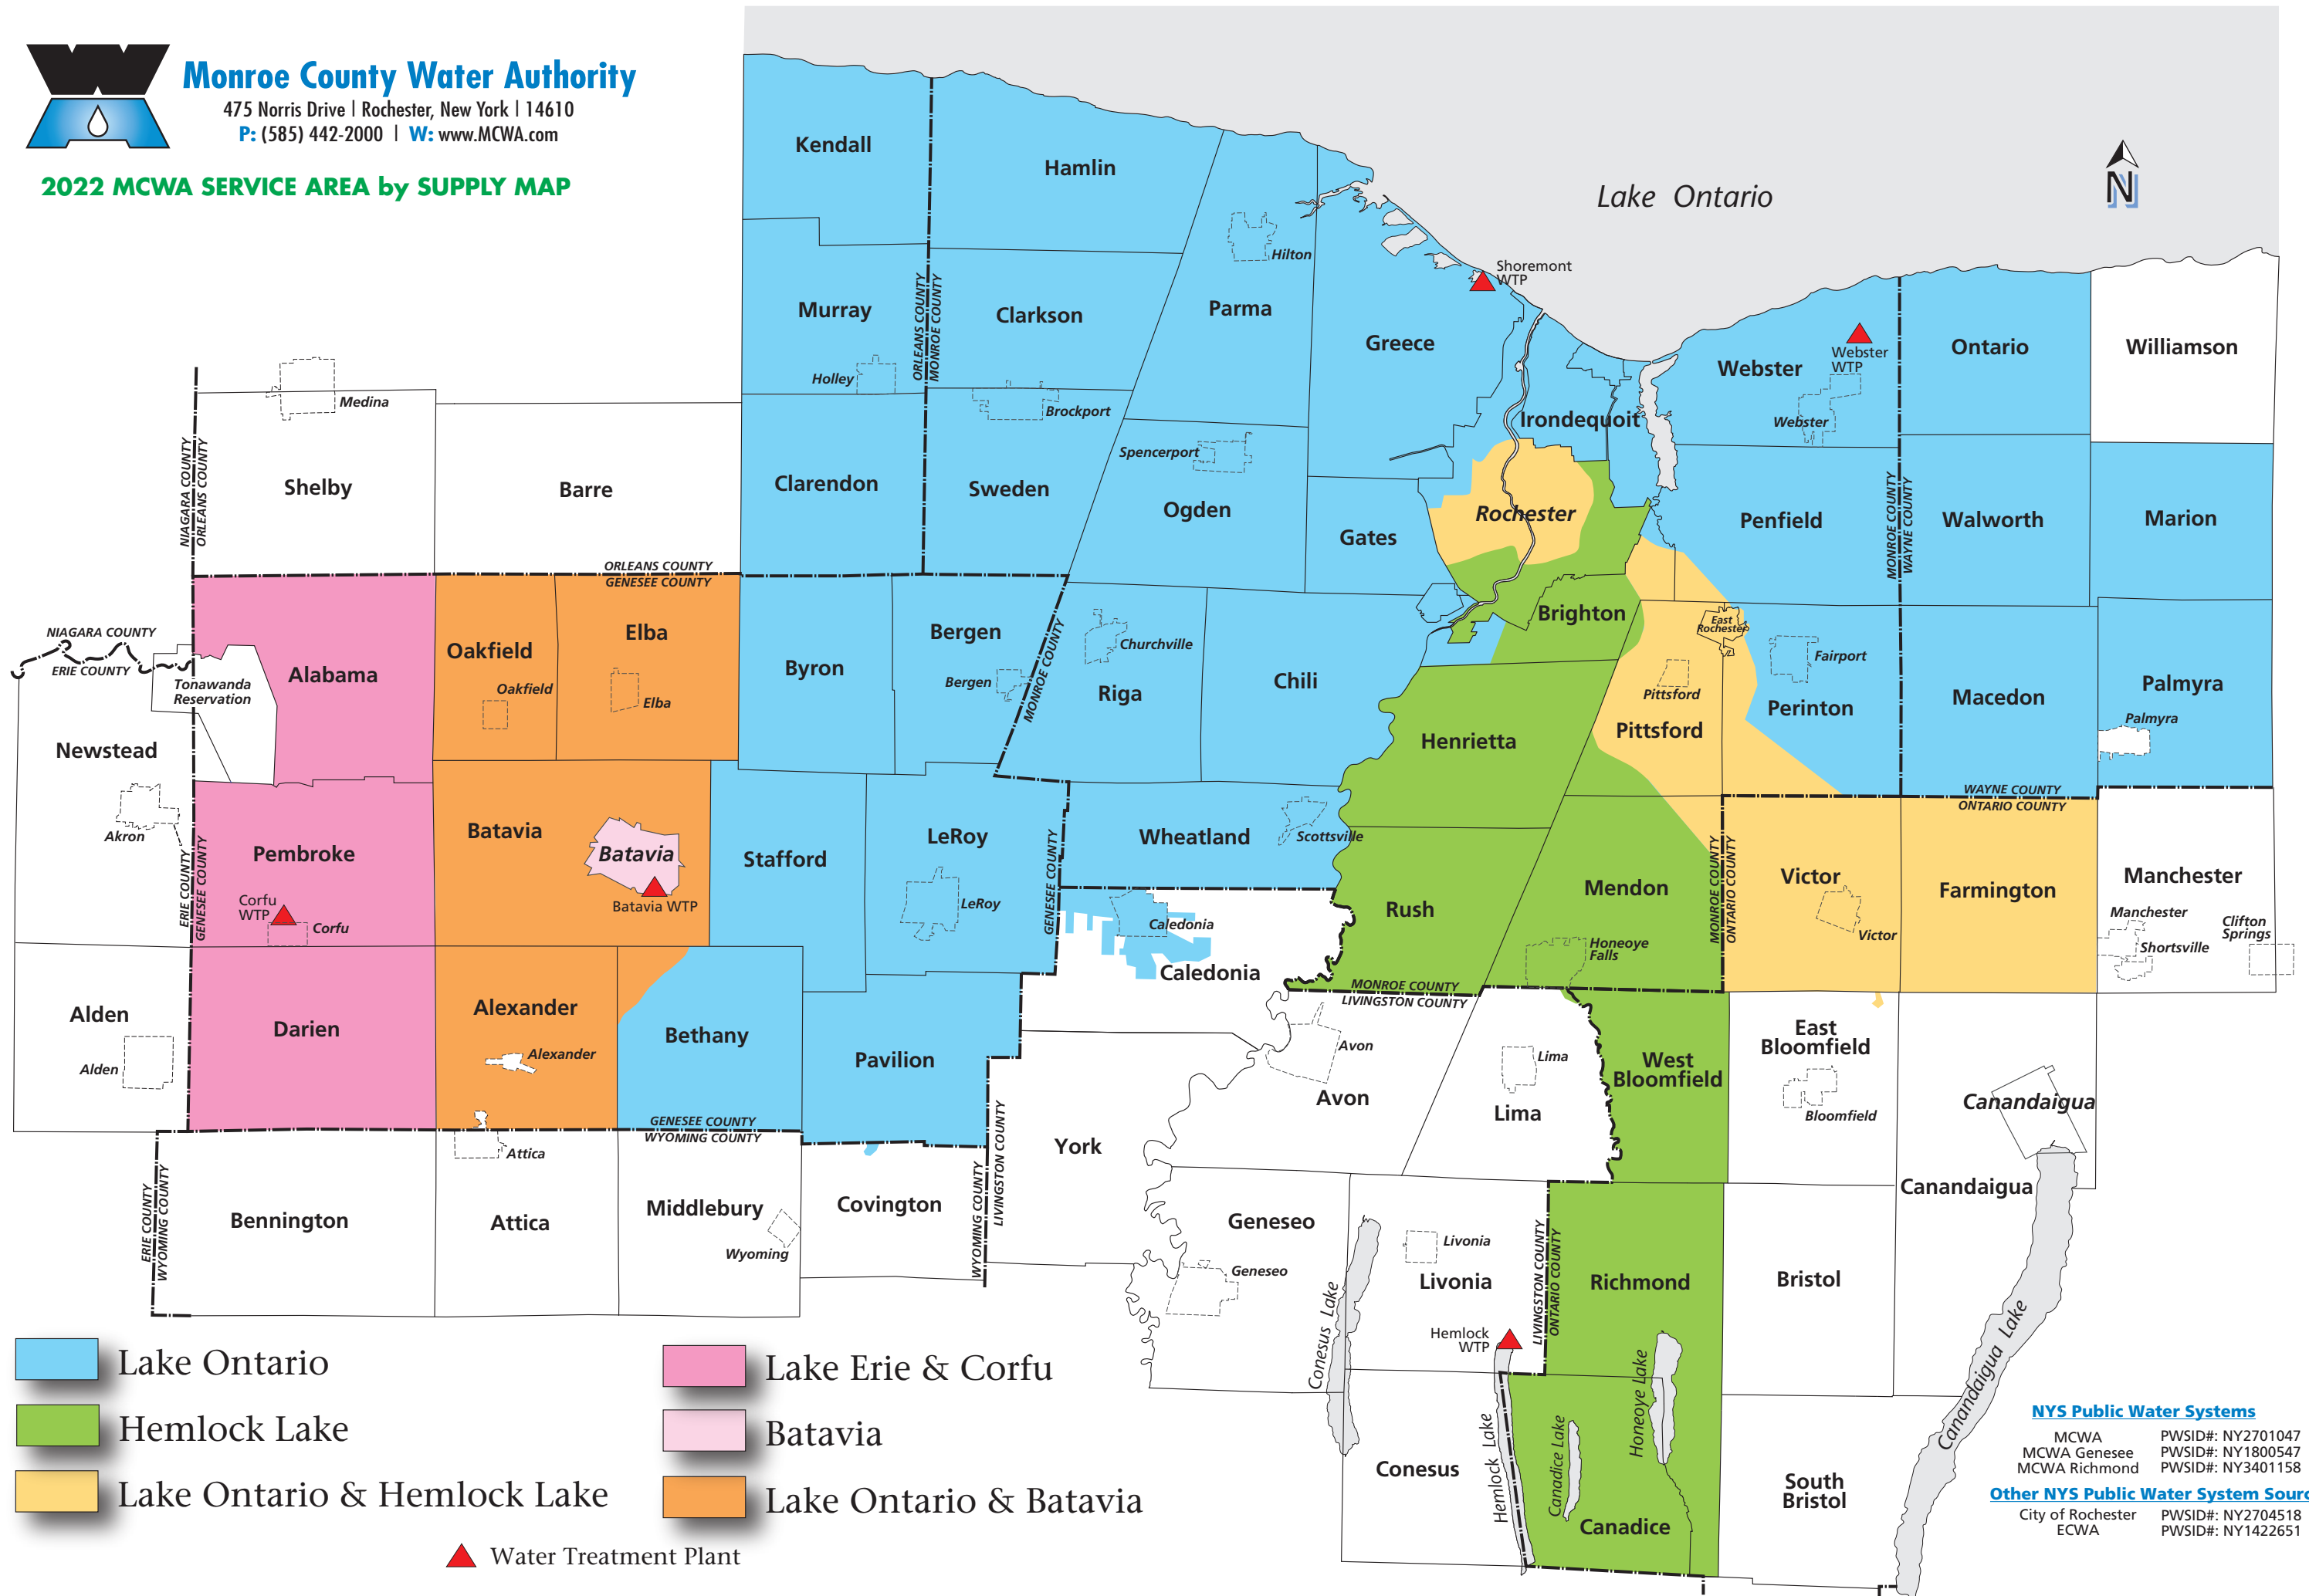 Monroe County Water Authority
475 Norris Drive | Rochester, New York | 14610
P: (585) 442-2000 | W: www.MCWA.com
2022 MCWA SERVICE AREA by SUPPLY MAP
Lake Ontario
N
Kendall
Hamlin
Hilton
Shoremont
WTP
Murray
Clarkson
Parma
Greece
Webster
Webster
WTP
Webster
Ontario
Williamson
Holley
ORLEANS COUNTY
MONROE COUNTY
Brockport
Irondequoit
Medina
Spencerport
NIAGARA COUNTY
ORLEANS COUNTY
Shelby
Barre
Clarendon
Sweden
Ogden
Gates
Rochester
Penfield
MONROE COUNTY
WAYNE COUNTY
Walworth
Marion
ORLEANS COUNTY
GENESEE COUNTY
NIAGARA COUNTY
ERIE COUNTY
Tonawanda
Reservation
Alabama
Oakfield
Oakfield
Elba
Elba
Byron
Bergen
Bergen
MONROE COUNTY
Churchville
Riga
Chili
Brighton
East
Rochester
Pittsford
Pittsford
Fairport
Perinton
Macedon
Palmyra
Palmyra
Newstead
Henrietta
Akron
ERIE COUNTY
GENESEE COUNTY
Pembroke
Corfu
WTP
Corfu
Batavia
Batavia
Batavia WTP
Stafford
LeRoy
LeRoy
GENESEE COUNTY
Wheatland
Scottsville
WAYNE COUNTY
ONTARIO COUNTY
Caledonia
Caledonia
Rush
Mendon
Honeoye
Falls
MONROE COUNTY
ONTARIO COUNTY
Victor
Victor
Farmington
Manchester
Manchester
Shortsville
Clifton
Springs
MONROE COUNTY
LIVINGSTON COUNTY
Alden
Alden
Darien
Alexander
Alexander
Bethany
Pavilion
GENESEE COUNTY
WYOMING COUNTY
Avon
Avon
Lima
Lima
West
Bloomfield
East
Bloomfield
Bloomfield
Canandaigua
Canandaigua
York
ERIE COUNTY
WYOMING COUNTY
Bennington
Attica
Attica
Middlebury
Wyoming
Covington
WYOMING COUNTY
LIVINGSTON COUNTY
Geneseo
Geneseo
Conesus Lake
Livonia
Livonia
LIVINGSTON COUNTY
ONTARIO COUNTY
Hemlock
WTP
Richmond
Bristol
Honeoye Lake
Canandaigua Lake
Conesus
Hemlock Lake
Canadice Lake
Canadice
South
Bristol
Lake Ontario
Hemlock Lake
Lake Ontario & Hemlock Lake
Lake Erie & Corfu
Batavia
Lake Ontario & Batavia
Water Treatment Plant
NYS Public Water Systems
MCWA PWSID#: NY2701047
MCWA Genesee PWSID#: NY1800547
MCWA Richmond PWSID#: NY3401158
Other NYS Public Water System Sourc
City of Rochester PWSID#: NY2704518
ECWA PWSID#: NY1422651